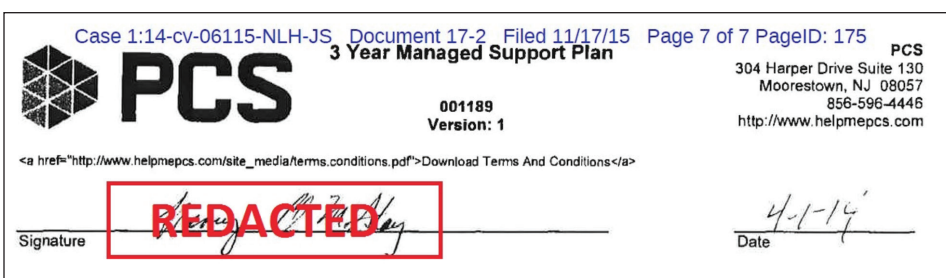 Case 1:14-cv-06115-NLH-JS Document 17-2 Filed 11/17/15 Page 7 of 7 PageID: 175
PCS
3 Year Managed Support Plan
001189
Version: 1
PCS
304 Harper Drive Suite 130
Moorestown, NJ 08057
856-596-4446
http://www.helpmepcs.com
<a href="http://www.helpmepcs.com/site_media/terms.conditions.pdf">Download Terms And Conditions</a>
REDACTED
4-1-14
Signature
Date